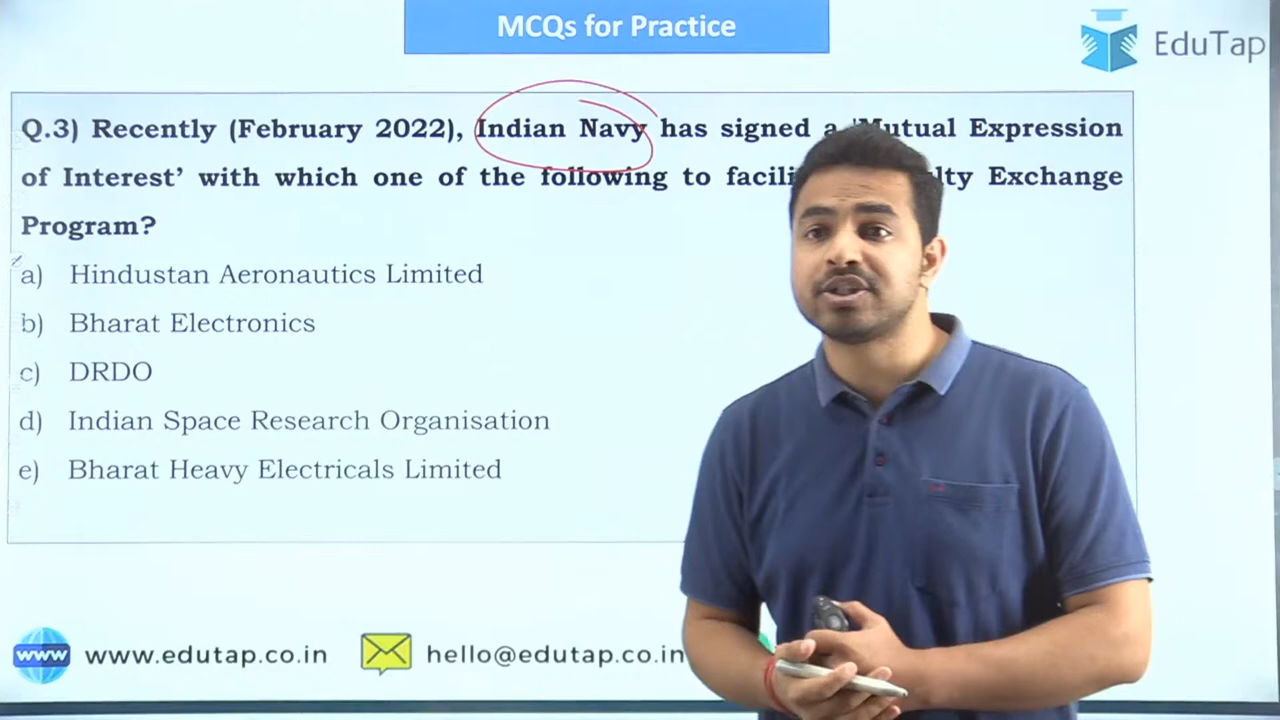 MCQs for Practice
EduTap
Q.3) Recently (February 2022), Indian Navy has signed a 'Mutual Expression
of Interest’ with which one of the following to Exchange
Program?
a) Hindustan Aeronautics Limited
b) Bharat Electronics
c) DRDO
d) Indian Space Research Organisation
e) Bharat Heavy Electricals Limited
www www.edutap.co.in hello@edutap.co.in